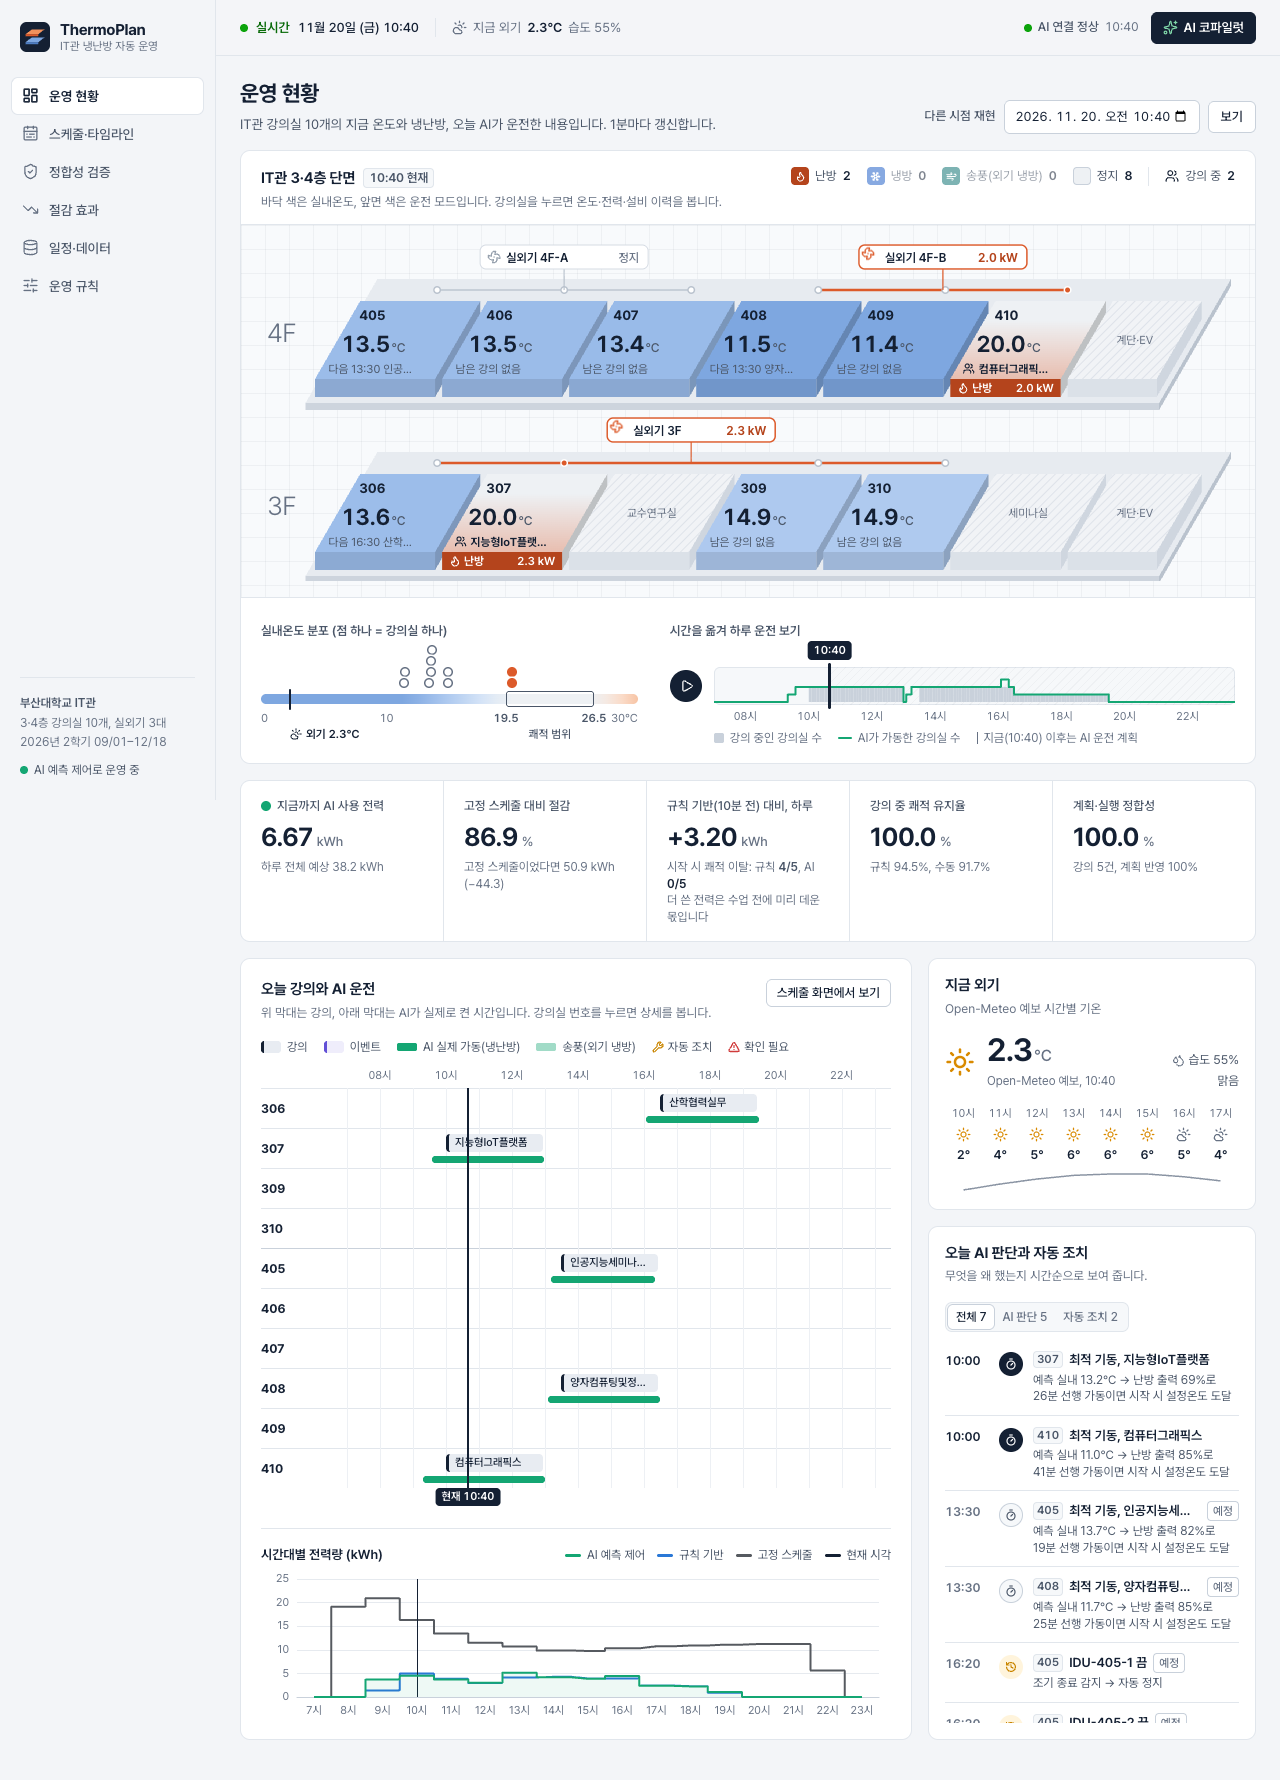 ThermoPlan
IT관 냉난방 자동 운영
운영 현황
스케줄·타임라인
정합성 검증
절감 효과
일정·데이터
운영 규칙
부산대학교 IT관
3·4층 강의실 10개, 실외기 3대
2026년 2학기 09/01–12/18
AI 예측 제어로 운영 중
실시간 11월 20일 (금) 10:40 지금 외기 2.3°C 습도 55%
AI 연결 정상 10:40 AI 코파일럿
운영 현황
IT관 강의실 10개의 지금 온도와 냉난방, 오늘 AI가 운전한 내용입니다. 1분마다 갱신합니다.
다른 시점 재현 2026. 11. 20. 오전 10:40 보기
IT관 3·4층 단면 10:40 현재
난방 2 냉방 0 송풍(외기 냉방) 0 정지 8 강의 중 2
바닥 색은 실내온도, 앞면 색은 운전 모드입니다. 강의실을 누르면 온도·전력·설비 이력을 봅니다.
실외기 4F-A 정지 실외기 4F-B 2.0 kW
4F
405 406 407 408 409 410
13.5°C 13.5°C 13.4°C 11.5°C 11.4°C 20.0°C 계단·EV
다음 13:30 인공… 남은 강의 없음 남은 강의 없음 다음 13:30 양자… 남은 강의 없음 컴퓨터그래픽…
난방 2.0 kW
실외기 3F 2.3 kW
3F
306 307 309 310
13.6°C 20.0°C 교수연구실 14.9°C 14.9°C 세미나실 계단·EV
다음 16:30 산학… 지능형IoT플랫… 남은 강의 없음 남은 강의 없음
난방 2.3 kW
실내온도 분포 (점 하나 = 강의실 하나)
0 10 19.5 26.5 30°C
외기 2.3°C 쾌적 범위
시간을 옮겨 하루 운전 보기
10:40
08시 10시 12시 14시 16시 18시 20시 22시
강의 중인 강의실 수 AI가 가동한 강의실 수 지금(10:40) 이후는 AI 운전 계획
지금까지 AI 사용 전력
6.67 kWh
하루 전체 예상 38.2 kWh
고정 스케줄 대비 절감
86.9 %
고정 스케줄이었다면 50.9 kWh
(−44.3)
규칙 기반(10분 전) 대비, 하루
+3.20 kWh
시작 시 쾌적 이탈: 규칙 4/5, AI
0/5
더 쓴 전력은 수업 전에 미리 데운
몫입니다
강의 중 쾌적 유지율
100.0 %
규칙 94.5%, 수동 91.7%
계획·실행 정합성
100.0 %
강의 5건, 계획 반영 100%
오늘 강의와 AI 운전
위 막대는 강의, 아래 막대는 AI가 실제로 켠 시간입니다. 강의실 번호를 누르면 상세를 봅니다.
스케줄 화면에서 보기
강의 이벤트 AI 실제 가동(냉난방) 송풍(외기 냉방) 자동 조치 확인 필요
08시 10시 12시 14시 16시 18시 20시 22시
306 산학협력실무
307 지능형IoT플랫폼
309
310
405 인공지능세미나…
406
407
408 양자컴퓨팅및정…
409
410 컴퓨터그래픽스
현재 10:40
시간대별 전력량 (kWh)
AI 예측 제어 규칙 기반 고정 스케줄 현재 시각
25
20
15
10
5
0
7시 8시 9시 10시 11시 12시 13시 14시 15시 16시 17시 18시 19시 20시 21시 22시 23시
지금 외기
Open-Meteo 예보 시간별 기온
2.3°C
Open-Meteo 예보, 10:40
습도 55%
맑음
10시 11시 12시 13시 14시 15시 16시 17시
2° 4° 5° 6° 6° 6° 5° 4°
오늘 AI 판단과 자동 조치
무엇을 왜 했는지 시간순으로 보여 줍니다.
전체 7 AI 판단 5 자동 조치 2
10:00 307 최적 기동, 지능형IoT플랫폼
예측 실내 13.2°C → 난방 출력 69%로
26분 선행 가동이면 시작 시 설정온도 도달
10:00 410 최적 기동, 컴퓨터그래픽스
예측 실내 11.0°C → 난방 출력 85%로
41분 선행 가동이면 시작 시 설정온도 도달
13:30 405 최적 기동, 인공지능세… 예정
예측 실내 13.7°C → 난방 출력 82%로
19분 선행 가동이면 시작 시 설정온도 도달
13:30 408 최적 기동, 양자컴퓨팅… 예정
예측 실내 11.7°C → 난방 출력 85%로
25분 선행 가동이면 시작 시 설정온도 도달
16:20 405 IDU-405-1 끔 예정
조기 종료 감지 → 자동 정지
16:20 405 IDU-405-2 끔 예정